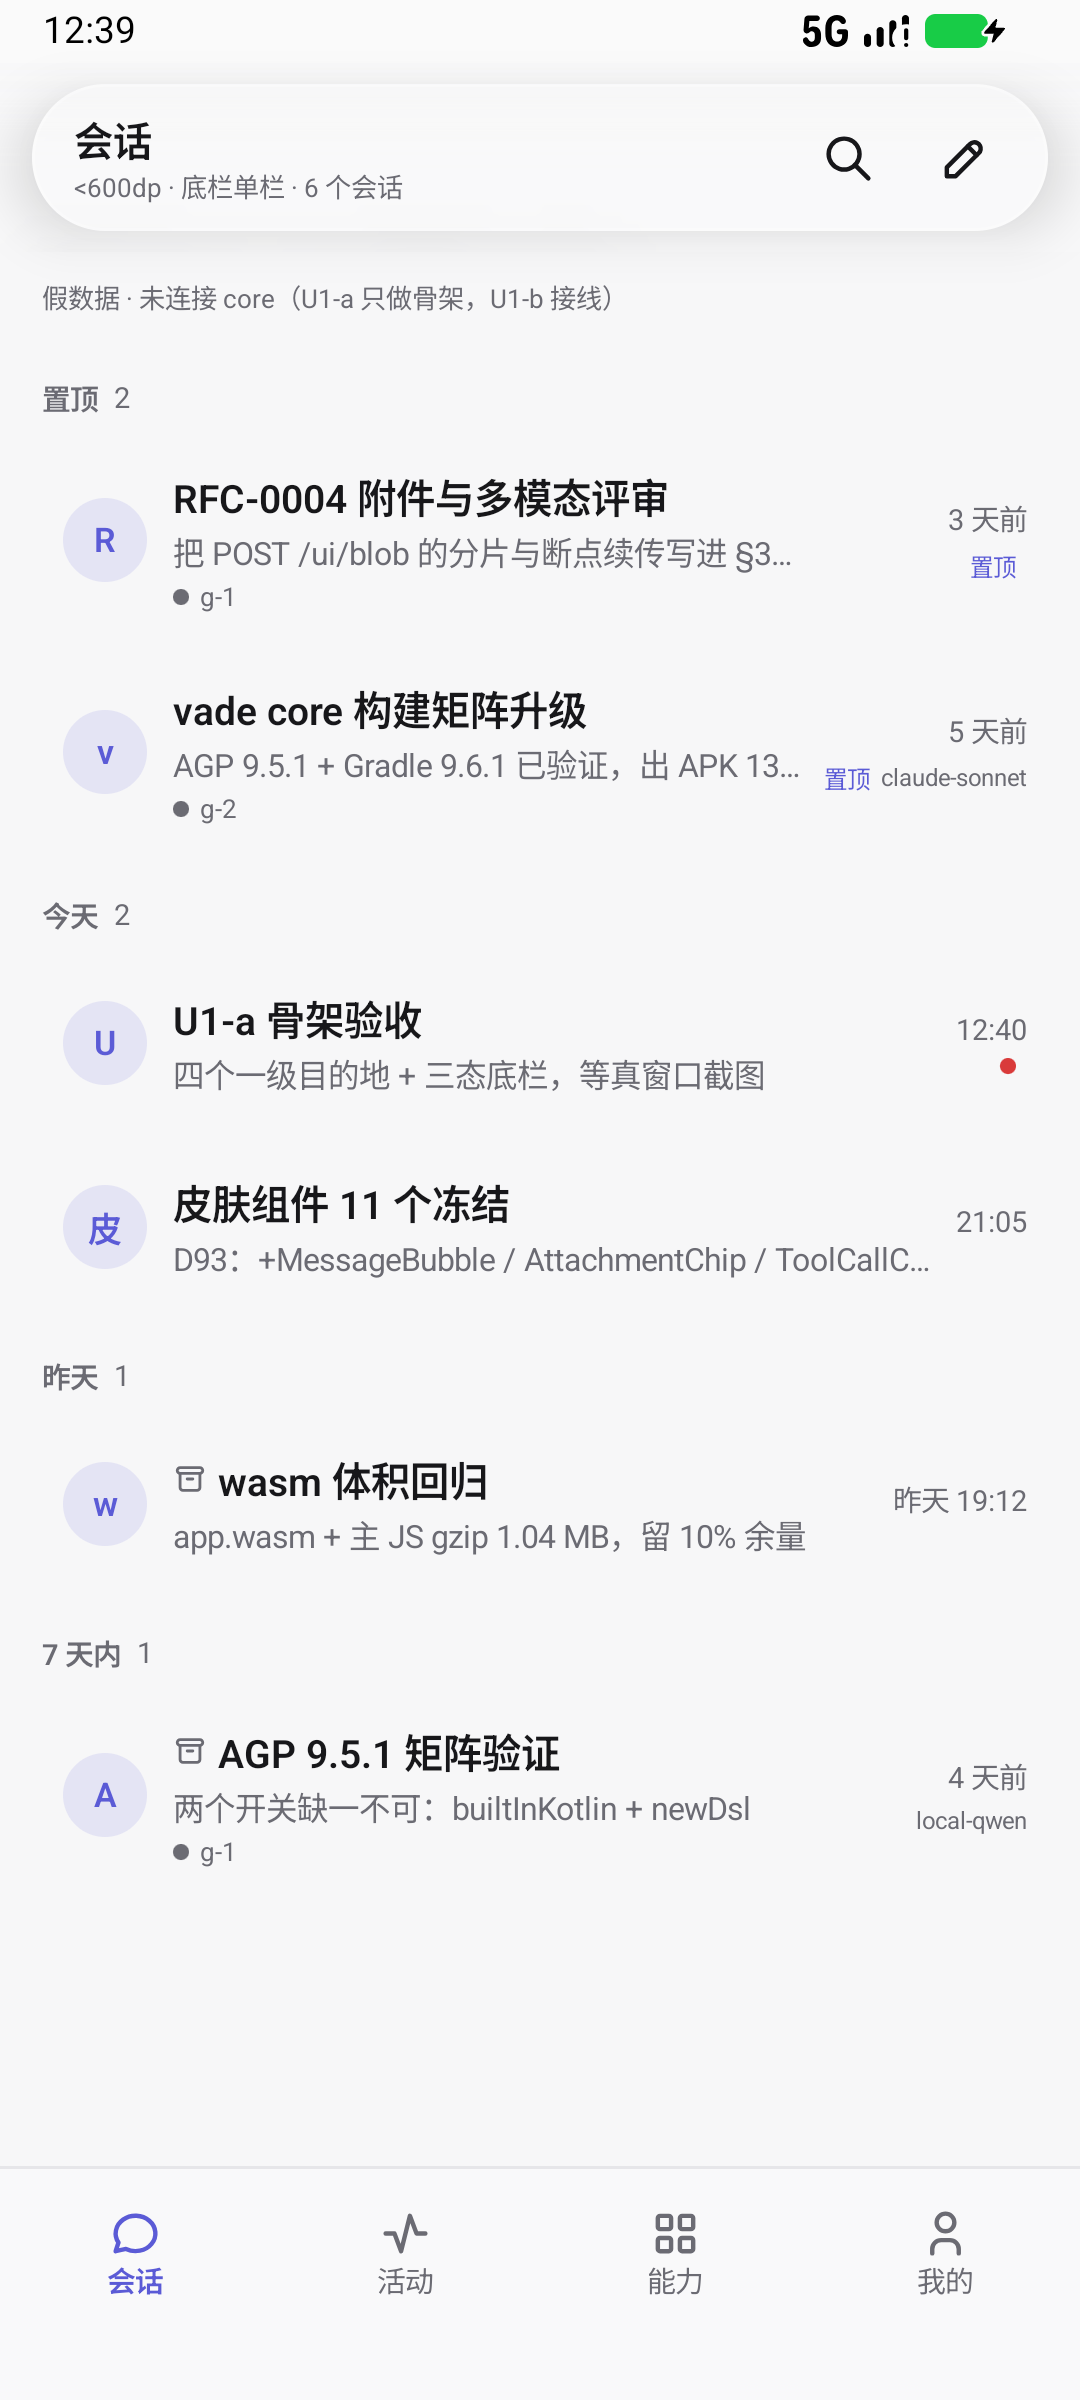 12:39
5G
会话
<600dp · 底栏单栏 · 6 个会话
假数据 · 未连接 core（U1-a 只做骨架，U1-b 接线）
置顶 2
R
RFC-0004 附件与多模态评审
3 天前
把 POST /ui/blob 的分片与断点续传写进 §3…
置顶
g-1
v
vade core 构建矩阵升级
5 天前
AGP 9.5.1 + Gradle 9.6.1 已验证，出 APK 13…
置顶 claude-sonnet
g-2
今天 2
U
U1-a 骨架验收
12:40
四个一级目的地 + 三态底栏，等真窗口截图
皮
皮肤组件 11 个冻结
21:05
D93：+MessageBubble / AttachmentChip / ToolCallC…
昨天 1
w
wasm 体积回归
昨天 19:12
app.wasm + 主 JS gzip 1.04 MB，留 10% 余量
7 天内 1
A
AGP 9.5.1 矩阵验证
4 天前
两个开关缺一不可：builtInKotlin + newDsl
local-qwen
g-1
会话
活动
能力
我的